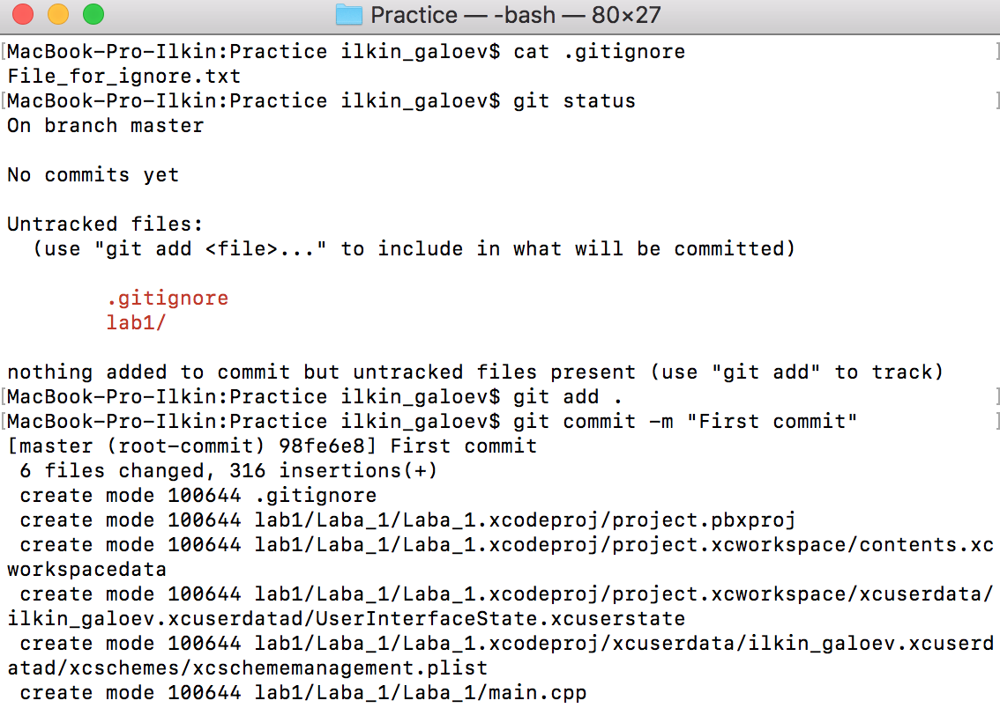 Practice — -bash — 80×27
[MacBook-Pro-Ilkin:Practice ilkin_galoev$ cat .gitignore ]
File_for_ignore.txt
[MacBook-Pro-Ilkin:Practice ilkin_galoev$ git status ]
On branch master
No commits yet
Untracked files:
(use "git add <file>..." to include in what will be committed)
.gitignore
lab1/
nothing added to commit but untracked files present (use "git add" to track)
[MacBook-Pro-Ilkin:Practice ilkin_galoev$ git add . ]
[MacBook-Pro-Ilkin:Practice ilkin_galoev$ git commit -m "First commit" ]
[master (root-commit) 98fe6e8] First commit
6 files changed, 316 insertions(+)
create mode 100644 .gitignore
create mode 100644 lab1/Laba_1/Laba_1.xcodeproj/project.pbxproj
create mode 100644 lab1/Laba_1/Laba_1.xcodeproj/project.xcworkspace/contents.xc
workspacedata
create mode 100644 lab1/Laba_1/Laba_1.xcodeproj/project.xcworkspace/xcuserdata/
ilkin_galoev.xcuserdatad/UserInterfaceState.xcuserstate
create mode 100644 lab1/Laba_1/Laba_1.xcodeproj/xcuserdata/ilkin_galoev.xcuserd
atad/xcschemes/xcschememanagement.plist
create mode 100644 lab1/Laba_1/Laba_1/main.cpp